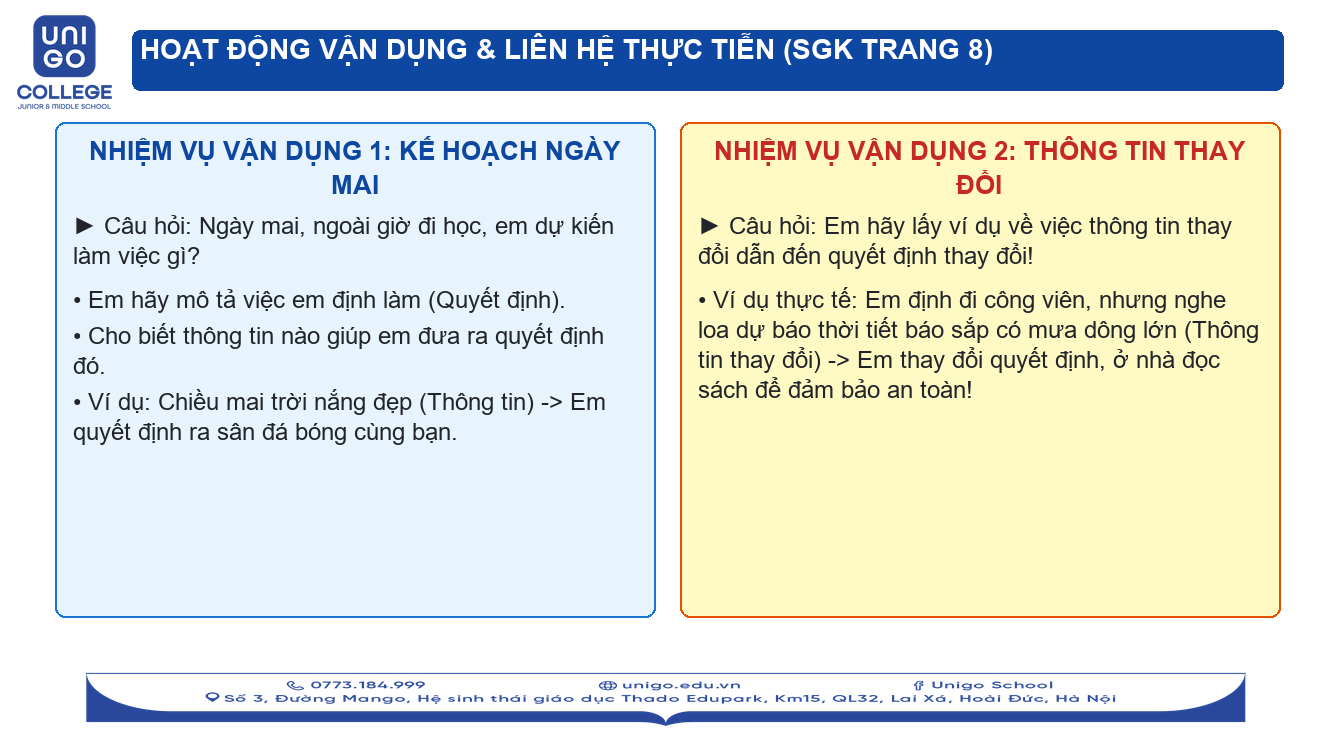 UNI
GO
COLLEGE
JUNIOR & MIDDLE SCHOOL
HOẠT ĐỘNG VẬN DỤNG & LIÊN HỆ THỰC TIỄN (SGK TRANG 8)
NHIỆM VỤ VẬN DỤNG 1: KẾ HOẠCH NGÀY
MAI
► Câu hỏi: Ngày mai, ngoài giờ đi học, em dự kiến
làm việc gì?
• Em hãy mô tả việc em định làm (Quyết định).
• Cho biết thông tin nào giúp em đưa ra quyết định
đó.
• Ví dụ: Chiều mai trời nắng đẹp (Thông tin) -> Em
quyết định ra sân đá bóng cùng bạn.
NHIỆM VỤ VẬN DỤNG 2: THÔNG TIN THAY
ĐỔI
► Câu hỏi: Em hãy lấy ví dụ về việc thông tin thay
đổi dẫn đến quyết định thay đổi!
• Ví dụ thực tế: Em định đi công viên, nhưng nghe
loa dự báo thời tiết báo sắp có mưa dông lớn (Thông
tin thay đổi) -> Em thay đổi quyết định, ở nhà đọc
sách để đảm bảo an toàn!
0773.184.999 unigo.edu.vn Unigo School
Số 3, Đường Mango, Hệ sinh thái giáo dục Thado Edupark, Km15, QL32, Lai Xá, Hoài Đức, Hà Nội